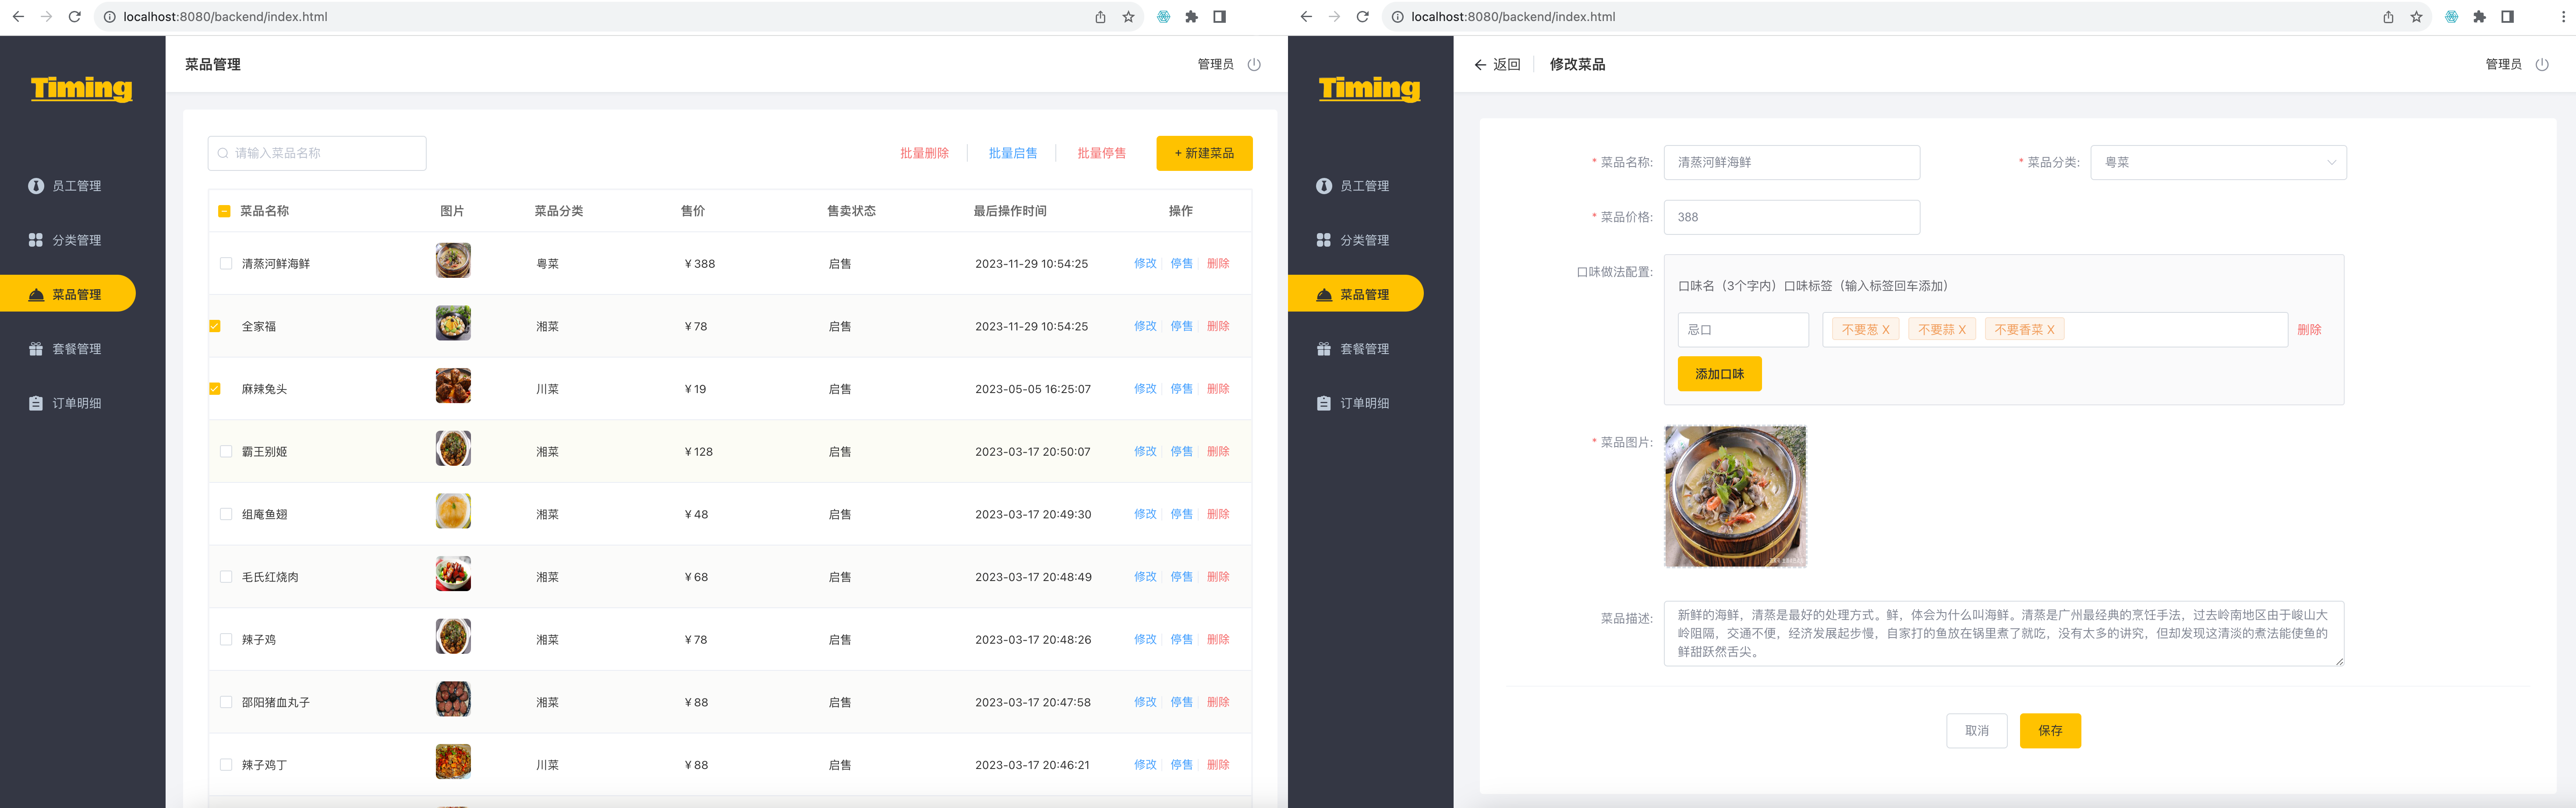 localhost:8080/backend/index.html
Timing
员工管理
分类管理
菜品管理
套餐管理
订单明细
菜品管理
管理员
请输入菜品名称
批量删除 批量启售 批量停售 + 新建菜品
菜品名称 图片 菜品分类 售价 售卖状态 最后操作时间 操作
清蒸河鲜海鲜 粤菜 ¥388 启售 2023-11-29 10:54:25 修改 停售 删除
全家福 湘菜 ¥78 启售 2023-11-29 10:54:25 修改 停售 删除
麻辣兔头 川菜 ¥19 启售 2023-05-05 16:25:07 修改 停售 删除
霸王别姬 湘菜 ¥128 启售 2023-03-17 20:50:07 修改 停售 删除
组庵鱼翅 湘菜 ¥48 启售 2023-03-17 20:49:30 修改 停售 删除
毛氏红烧肉 湘菜 ¥68 启售 2023-03-17 20:48:49 修改 停售 删除
辣子鸡 湘菜 ¥78 启售 2023-03-17 20:48:26 修改 停售 删除
邵阳猪血丸子 湘菜 ¥88 启售 2023-03-17 20:47:58 修改 停售 删除
辣子鸡丁 川菜 ¥88 启售 2023-03-17 20:46:21 修改 停售 删除
localhost:8080/backend/index.html
Timing
员工管理
分类管理
菜品管理
套餐管理
订单明细
返回 修改菜品
管理员
* 菜品名称: 清蒸河鲜海鲜 * 菜品分类: 粤菜
* 菜品价格: 388
口味做法配置:
口味名（3个字内）口味标签（输入标签回车添加）
忌口 不要葱 X 不要蒜 X 不要香菜 X 删除
添加口味
* 菜品图片:
菜品描述: 新鲜的海鲜，清蒸是最好的处理方式。鲜，体会为什么叫海鲜。清蒸是广州最经典的烹饪手法，过去岭南地区由于峻山大
岭阻隔，交通不便，经济发展起步慢，自家打的鱼放在锅里煮了就吃，没有太多的讲究，但却发现这清淡的煮法能使鱼的
鲜甜跃然舌尖。
取消 保存